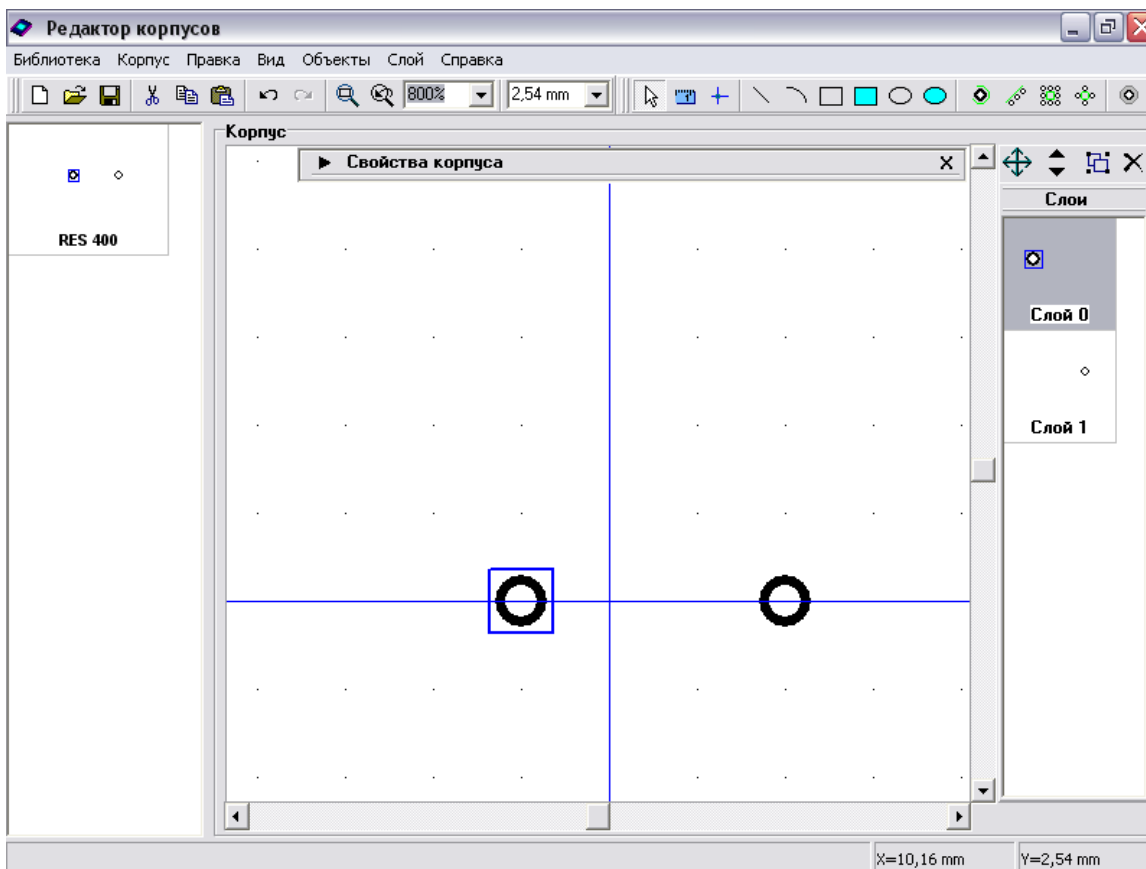 Редактор корпусов
Библиотека Корпус Правка Вид Объекты Слой Справка
800% 2,54 mm
Корпус
Свойства корпуса
RES 400
Слои
Слой 0
Слой 1
X=10,16 mm Y=2,54 mm